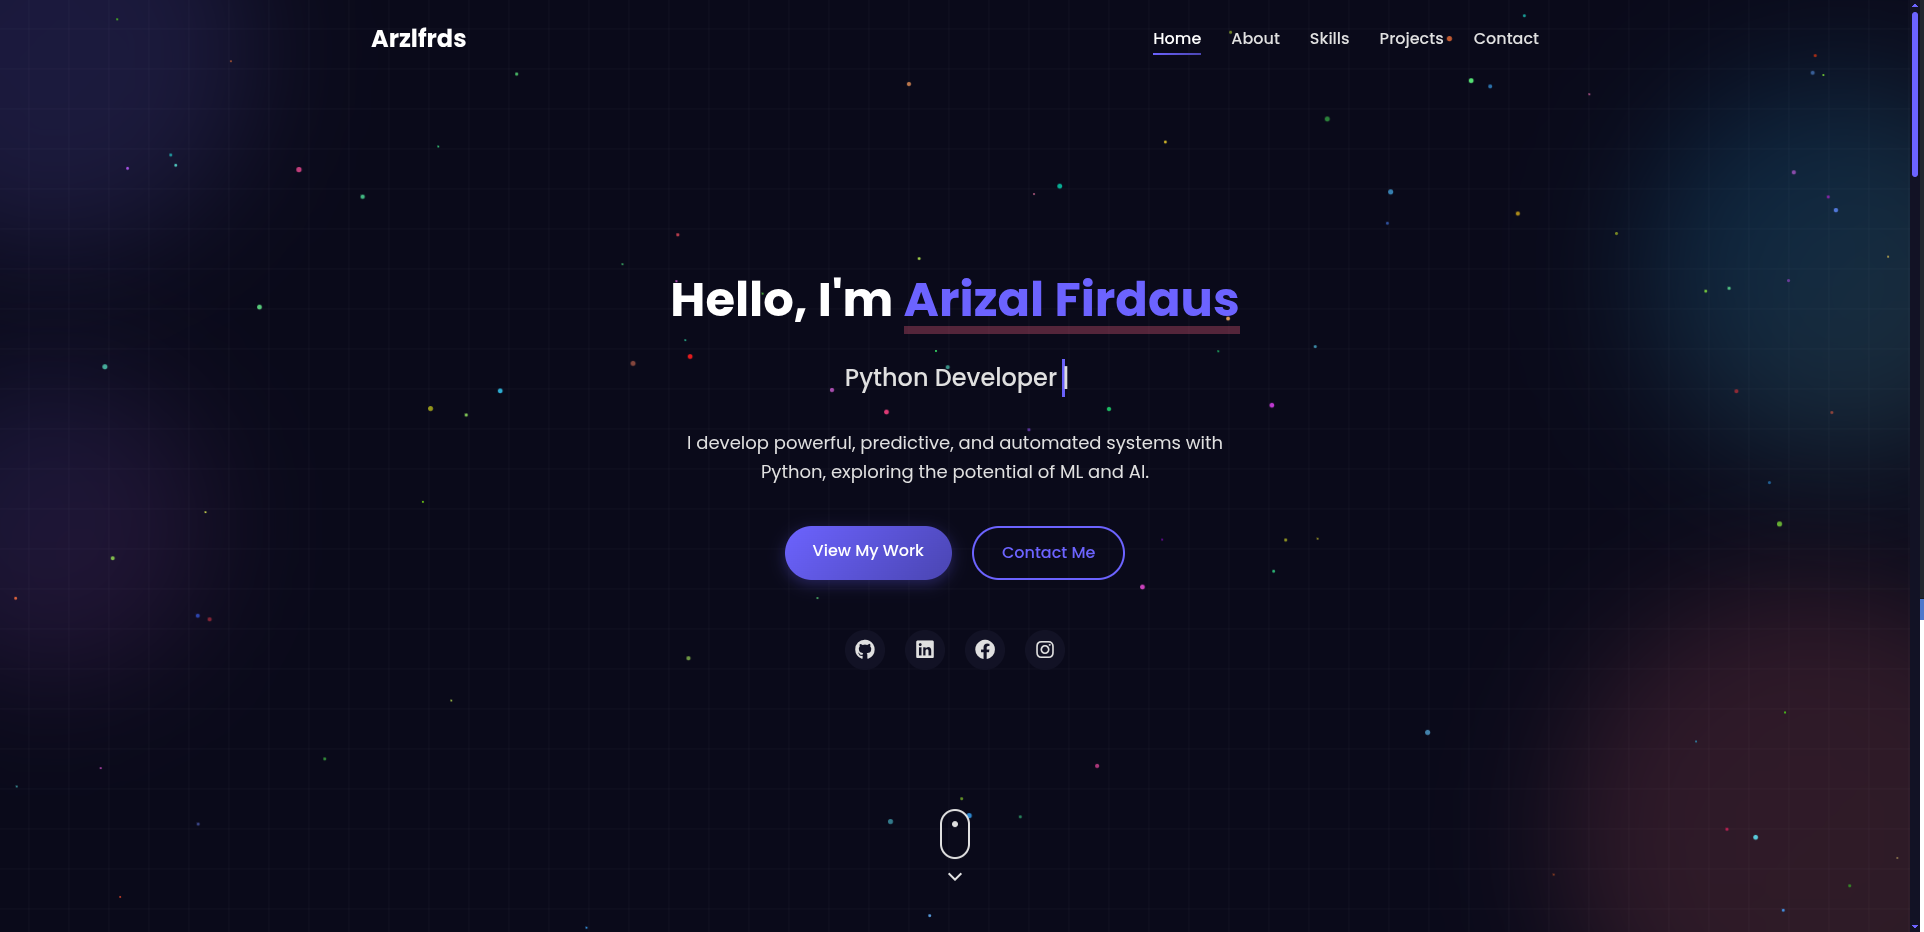 Arzlfrds
Home About Skills Projects Contact
Hello, I'm Arizal Firdaus
Python Developer |
I develop powerful, predictive, and automated systems with
Python, exploring the potential of ML and AI.
View My Work Contact Me